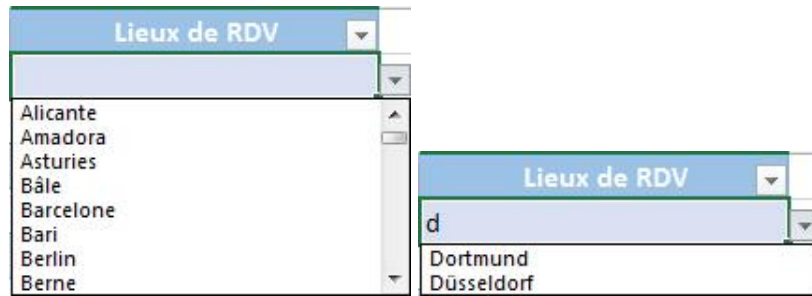 Lieux de RDV
Alicante
Amadora
Asturies
Bâle
Barcelone
Bari
Berlin
Berne
Lieux de RDV
d
Dortmund
Düsseldorf